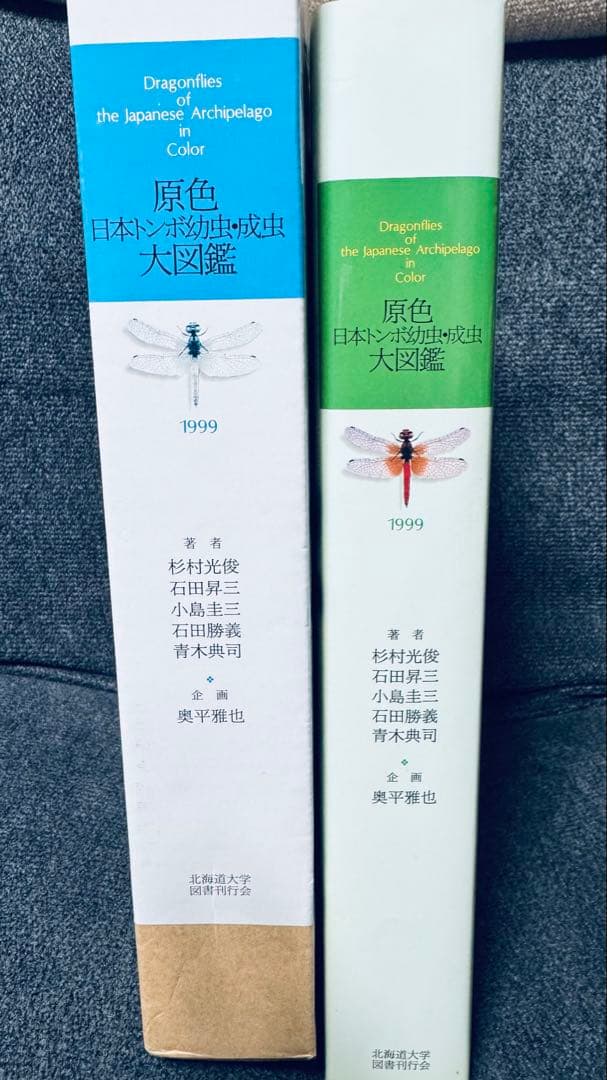 Dragonflies
of
the Japanese Archipelago
in
Color
原色
日本トンボ幼虫・成虫
大図鑑
1999
著 者
杉村光俊
石田昇三
小島圭三
石田勝義
青木典司
企 画
奥平雅也
北海道大学
図書刊行会
Dragonflies
of
the Japanese Archipelago
in
Color
原色
日本トンボ幼虫・成虫
大図鑑
1999
著 者
杉村光俊
石田昇三
小島圭三
石田勝義
青木典司
企 画
奥平雅也
北海道大学
図書刊行会